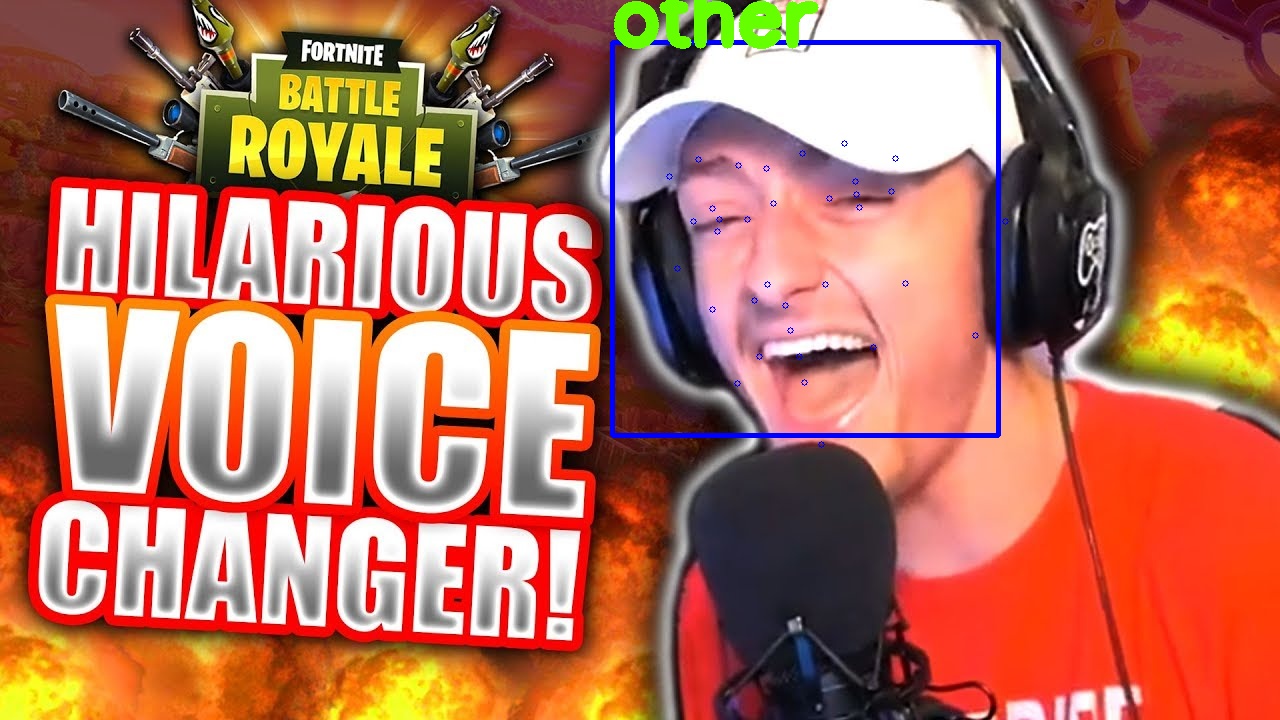 other
FORTNITE
BATTLE
ROYALE
HILARIOUS
VOICE
CHANGER!